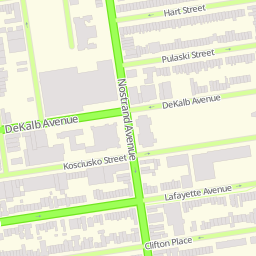 Hart Street
Pulaski Street
DeKalb Avenue
DeKalb Avenue
Nostrand Avenue
Kosciusko Street
Lafayette Avenue
Clifton Place